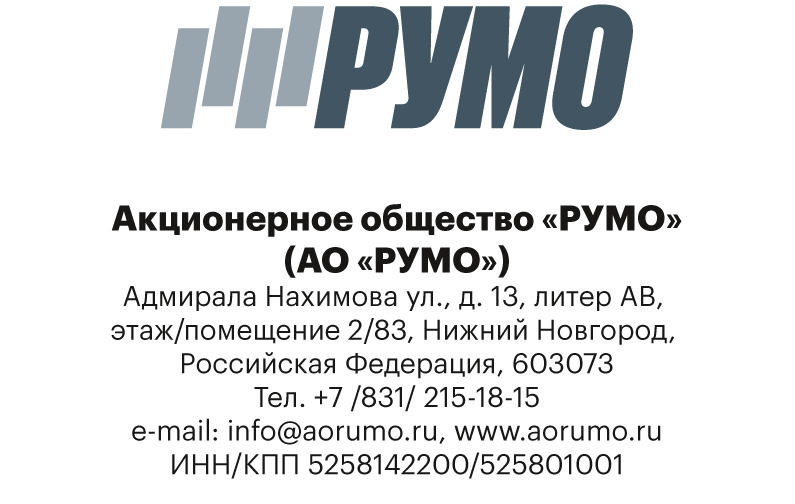 РУМО
Акционерное общество «РУМО»
(АО «РУМО»)
Адмирала Нахимова ул., д. 13, литер АВ,
этаж/помещение 2/83, Нижний Новгород,
Российская Федерация, 603073
Тел. +7 /831/ 215-18-15
e-mail: info@aorumo.ru, www.aorumo.ru
ИНН/КПП 5258142200/525801001